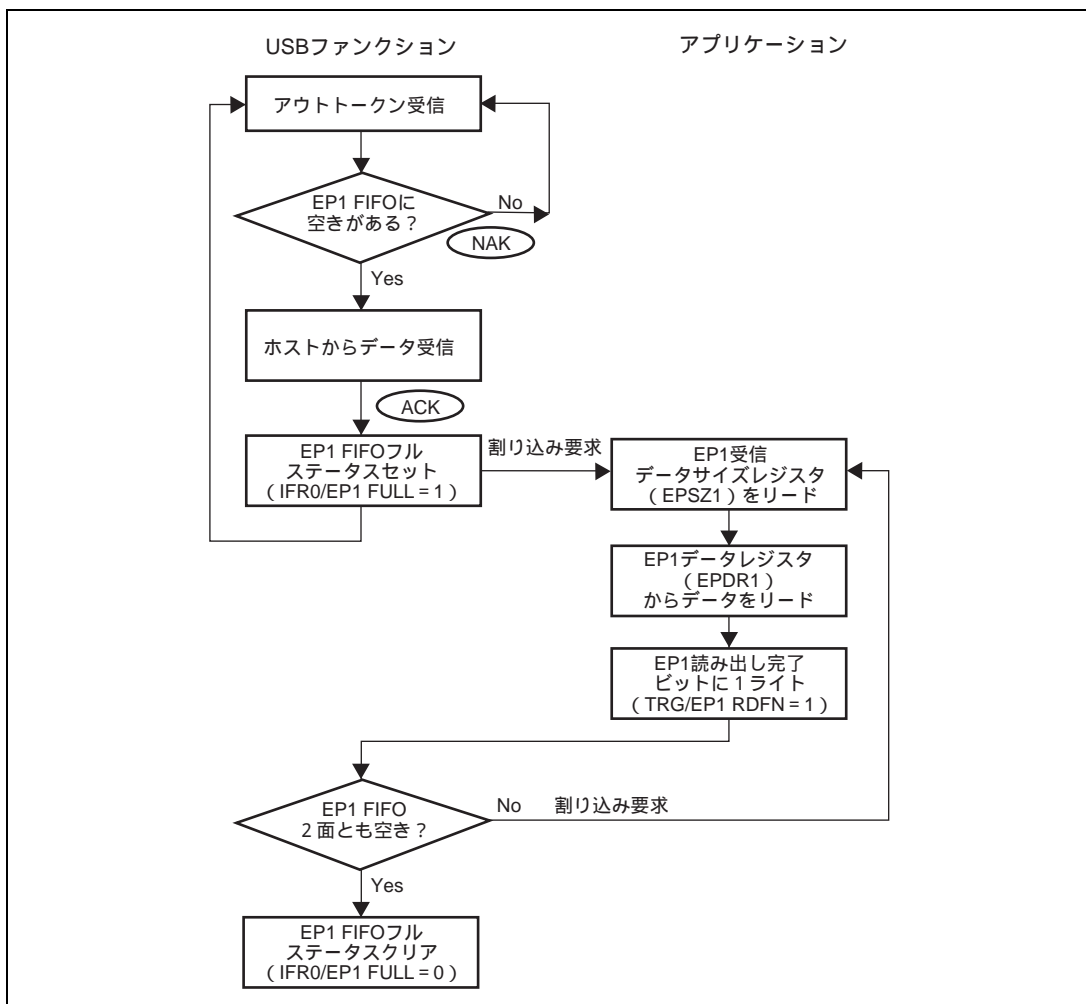 USBファンクション
アプリケーション
アウトトークン受信
EP1 FIFOに
空きがある？
No
NAK
Yes
ホストからデータ受信
ACK
EP1 FIFOフル
ステータスセット
（IFR0/EP1 FULL = 1）
割り込み要求
EP1受信
データサイズレジスタ
（EPSZ1）をリード
EP1データレジスタ
（EPDR1）
からデータをリード
EP1読み出し完了
ビットに１ライト
（TRG/EP1 RDFN = 1）
EP1 FIFO
２面とも空き？
No
割り込み要求
Yes
EP1 FIFOフル
ステータスクリア
（IFR0/EP1 FULL = 0）